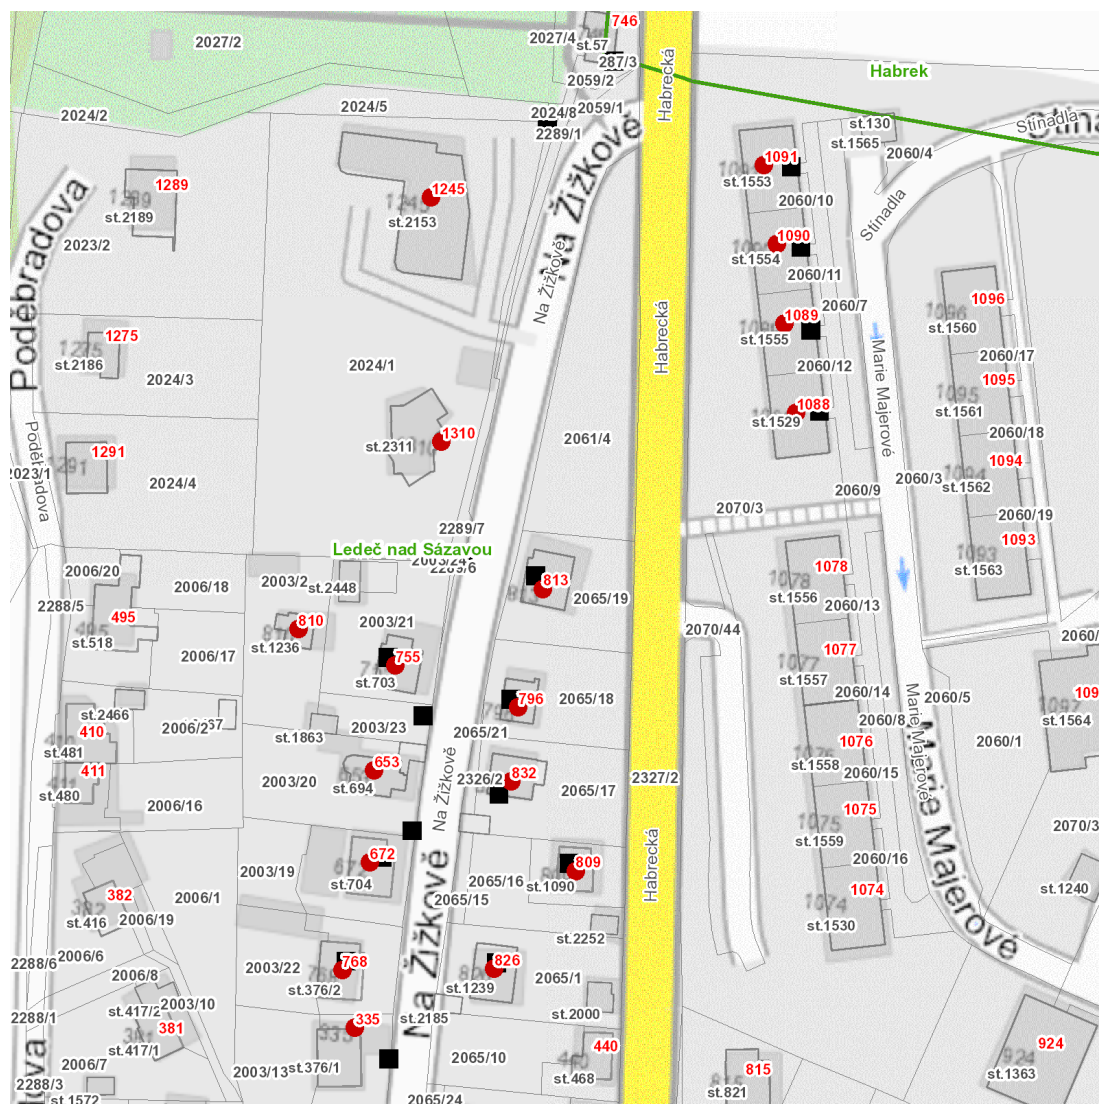 746
2027/2
2027/4
st.57
287/3
Habrek
2059/2
2024/5
2024/2
2024/8
2059/1
2289/1
Habrecká
st.130
st.1565
2060/4
Stínadla
Na Žižkově
1091
st.1553
2060/10
1289
st.2189
1245
st.2153
Stínadla
2023/2
Poděbradova
1090
st.1554
2060/11
Na Žižkově
1096
st.1560
2060/7
1089
st.1555
1275
st.2186
2024/3
2024/1
Habrecká
2060/12
Marie Majerové
2060/17
1095
st.1561
1088
st.1529
1310
st.2311
2061/4
2060/18
1291
2023/1
Poděbradova
2024/4
1094
st.1562
2060/3
2060/9
2070/3
2060/19
2289/7
1093
st.1563
Ledeč nad Sázavou
2003/24
2289/6
2006/20
2006/18
2003/2
st.2448
813
2065/19
1078
st.1556
2060/13
2288/5
495
st.518
810
st.1236
2003/21
2070/44
2006/17
755
st.703
1077
st.1557
796
2065/18
2060/14
2060/5
Marie Majerové
1097
st.1564
st.2466
410
st.481
2006/2
st.1863
2003/23
2065/21
2060/8
1076
st.1558
2060/1
411
st.480
653
st.694
2003/20
2326/2
832
2065/17
2327/2
2060/15
Na Žižkově
2006/16
1075
st.1559
2070/3
672
st.704
2003/19
809
st.1090
2065/16
2065/15
2060/16
Habrecká
Marie Majerové
382
st.416
2006/1
2006/19
1074
st.1530
st.1240
st.2252
2006/6
2288/6
2006/8
2003/22
768
st.376/2
826
st.1239
2065/1
Na Žižkově
2003/10
st.417/2
2288/1
381
st.417/1
335
st.2185
st.2000
440
st.468
2065/10
924
st.1363
2006/7
2003/13
st.376/1
815
st.821
2288/3
st.1572
2065/24